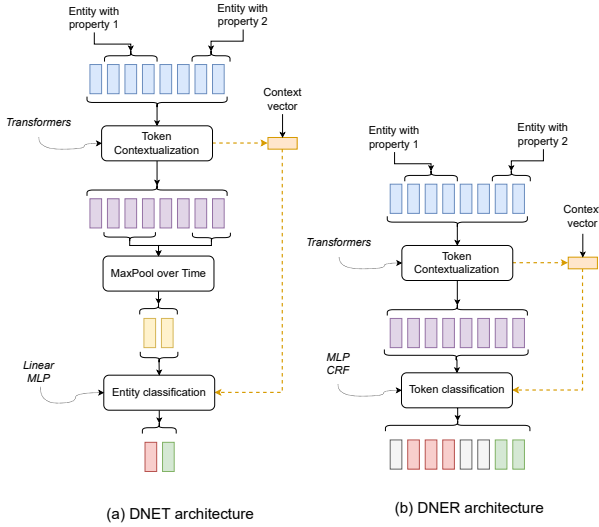 Entity with
property 1
Entity with
property 2
Context
vector
Transformers
Token
Contextualization
MaxPool over Time
Linear
MLP
Entity classification
(a) DNET architecture
Entity with
property 1
Entity with
property 2
Context
vector
Transformers
Token
Contextualization
MLP
CRF
Token classification
(b) DNER architecture